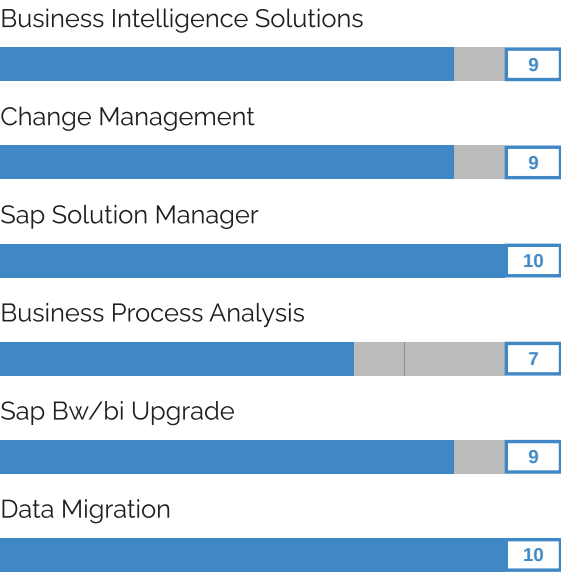 Business Intelligence Solutions
9
Change Management
9
Sap Solution Manager
10
Business Process Analysis
7
Sap Bw/bi Upgrade
9
Data Migration
10